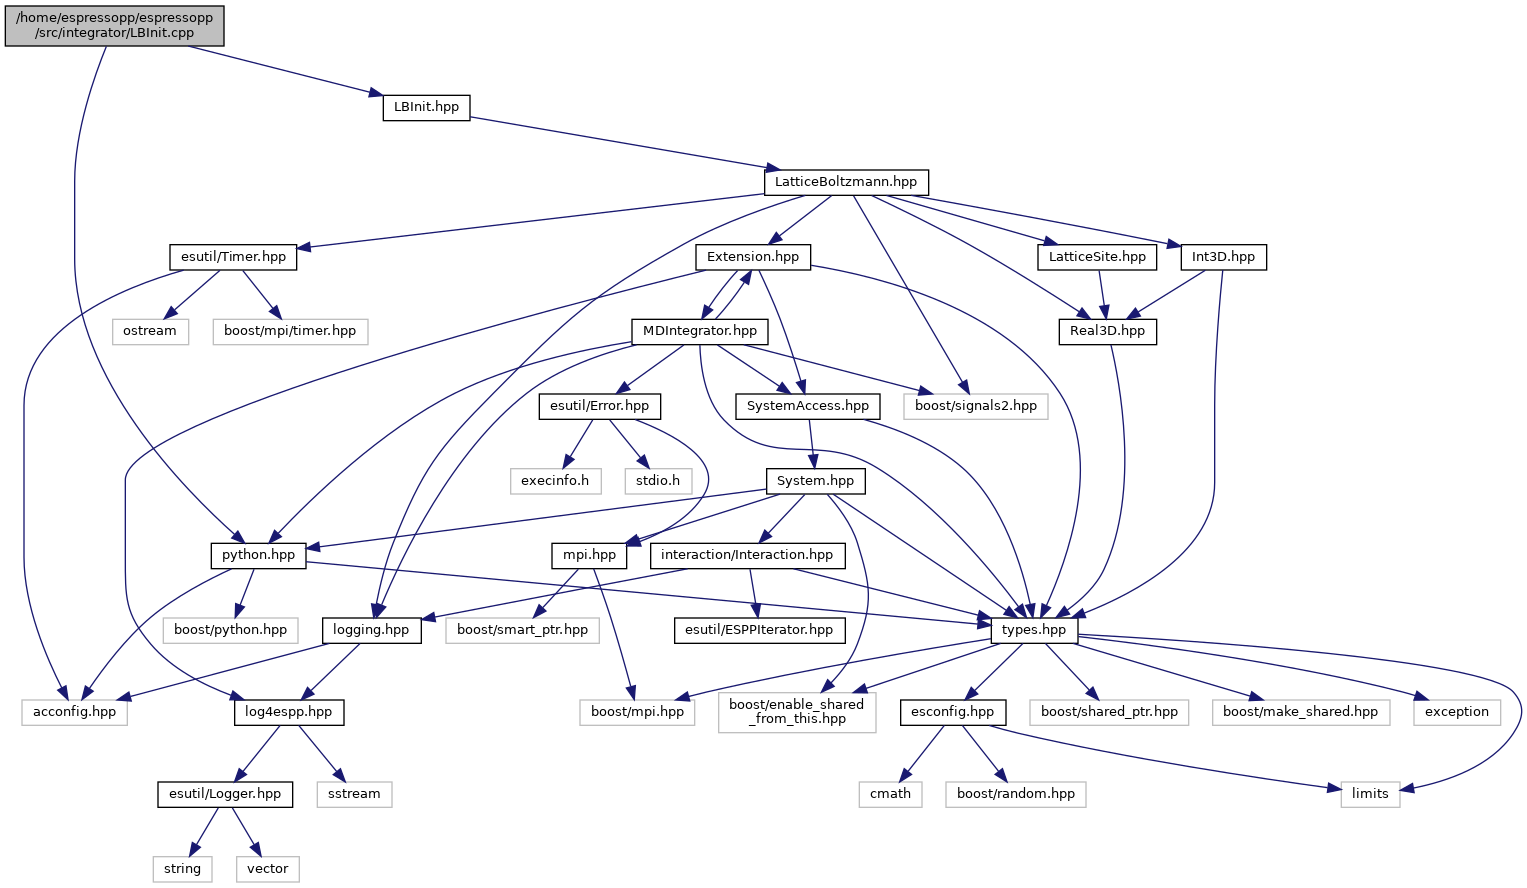 /home/espressopp/espressopp
/src/integrator/LBInit.cpp
LBInit.hpp
LatticeBoltzmann.hpp
esutil/Timer.hpp
Extension.hpp
LatticeSite.hpp
Int3D.hpp
ostream
boost/mpi/timer.hpp
MDIntegrator.hpp
Real3D.hpp
esutil/Error.hpp
SystemAccess.hpp
boost/signals2.hpp
execinfo.h
stdio.h
System.hpp
python.hpp
mpi.hpp
interaction/Interaction.hpp
boost/python.hpp
logging.hpp
boost/smart_ptr.hpp
esutil/ESPPIterator.hpp
types.hpp
acconfig.hpp
log4espp.hpp
boost/mpi.hpp
boost/enable_shared
_from_this.hpp
esconfig.hpp
boost/shared_ptr.hpp
boost/make_shared.hpp
exception
esutil/Logger.hpp
sstream
cmath
boost/random.hpp
limits
string
vector